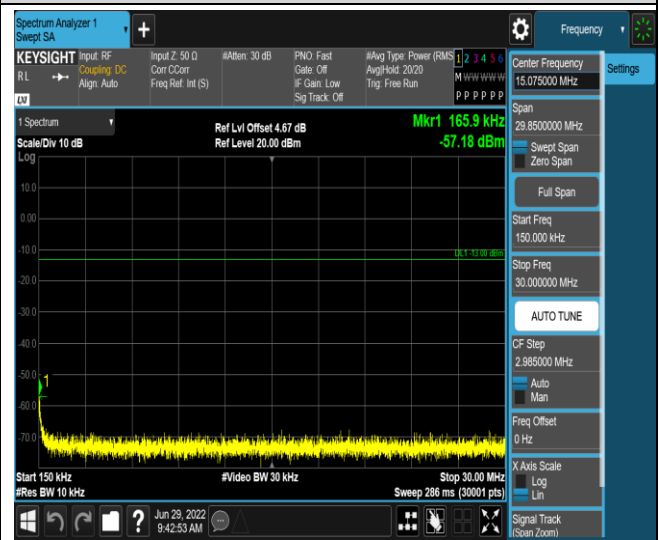 Spectrum Analyzer 1
Swept SA
+
Frequency
KEYSIGHT
RL
LXI
Input: RF
Coupling: DC
Align: Auto
Input Z: 50 Ω
Corr CCorr
Freq Ref: Int (S)
#Atten: 30 dB
PNO: Fast
Gate: Off
IF Gain: Low
Sig Track: Off
#Avg Type: Power (RMS
Avg|Hold: 20/20
Trig: Free Run
1 2 3 4 5 6
M W W W W W
P P P P P P
1 Spectrum
Scale/Div 10 dB
Log
Ref Lvl Offset 4.67 dB
Ref Level 20.00 dBm
Mkr1 165.9 kHz
-57.18 dBm
10.0
0.00
-10.0
DL1 -13.00 dBm
-20.0
-30.0
-40.0
-50.0
1
-60.0
-70.0
Start 150 kHz
#Video BW 30 kHz
Stop 30.00 MHz
#Res BW 10 kHz
Sweep 286 ms (30001 pts)
?
Jun 29, 2022
9:42:53 AM
Center Frequency
15.075000 MHz
Settings
Span
29.8500000 MHz
Swept Span
Zero Span
Full Span
Start Freq
150.000 kHz
Stop Freq
30.000000 MHz
AUTO TUNE
CF Step
2.985000 MHz
Auto
Man
Freq Offset
0 Hz
X Axis Scale
Log
Lin
Signal Track
(Span Zoom)